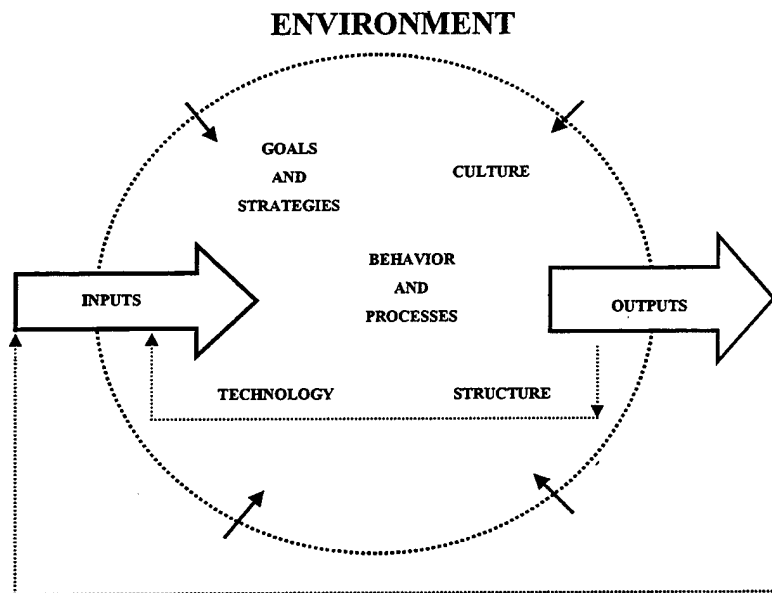 ENVIRONMENT
GOALS
AND
STRATEGIES
CULTURE
BEHAVIOR
AND
PROCESSES
INPUTS
OUTPUTS
TECHNOLOGY
STRUCTURE